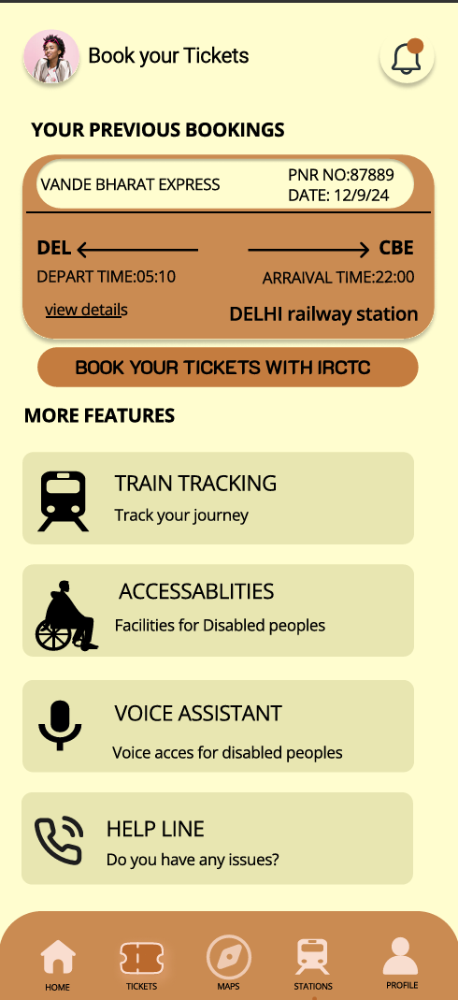 Book your Tickets
YOUR PREVIOUS BOOKINGS
VANDE BHARAT EXPRESS
PNR NO:87889
DATE: 12/9/24
DEL
CBE
DEPART TIME:05:10
ARRAIVAL TIME:22:00
view details
DELHI railway station
BOOK YOUR TICKETS WITH IRCTC
MORE FEATURES
TRAIN TRACKING
Track your journey
ACCESSABLITIES
Facilities for Disabled peoples
VOICE ASSISTANT
Voice acces for disabled peoples
HELP LINE
Do you have any issues?
HOME
TICKETS
MAPS
STATIONS
PROFILE